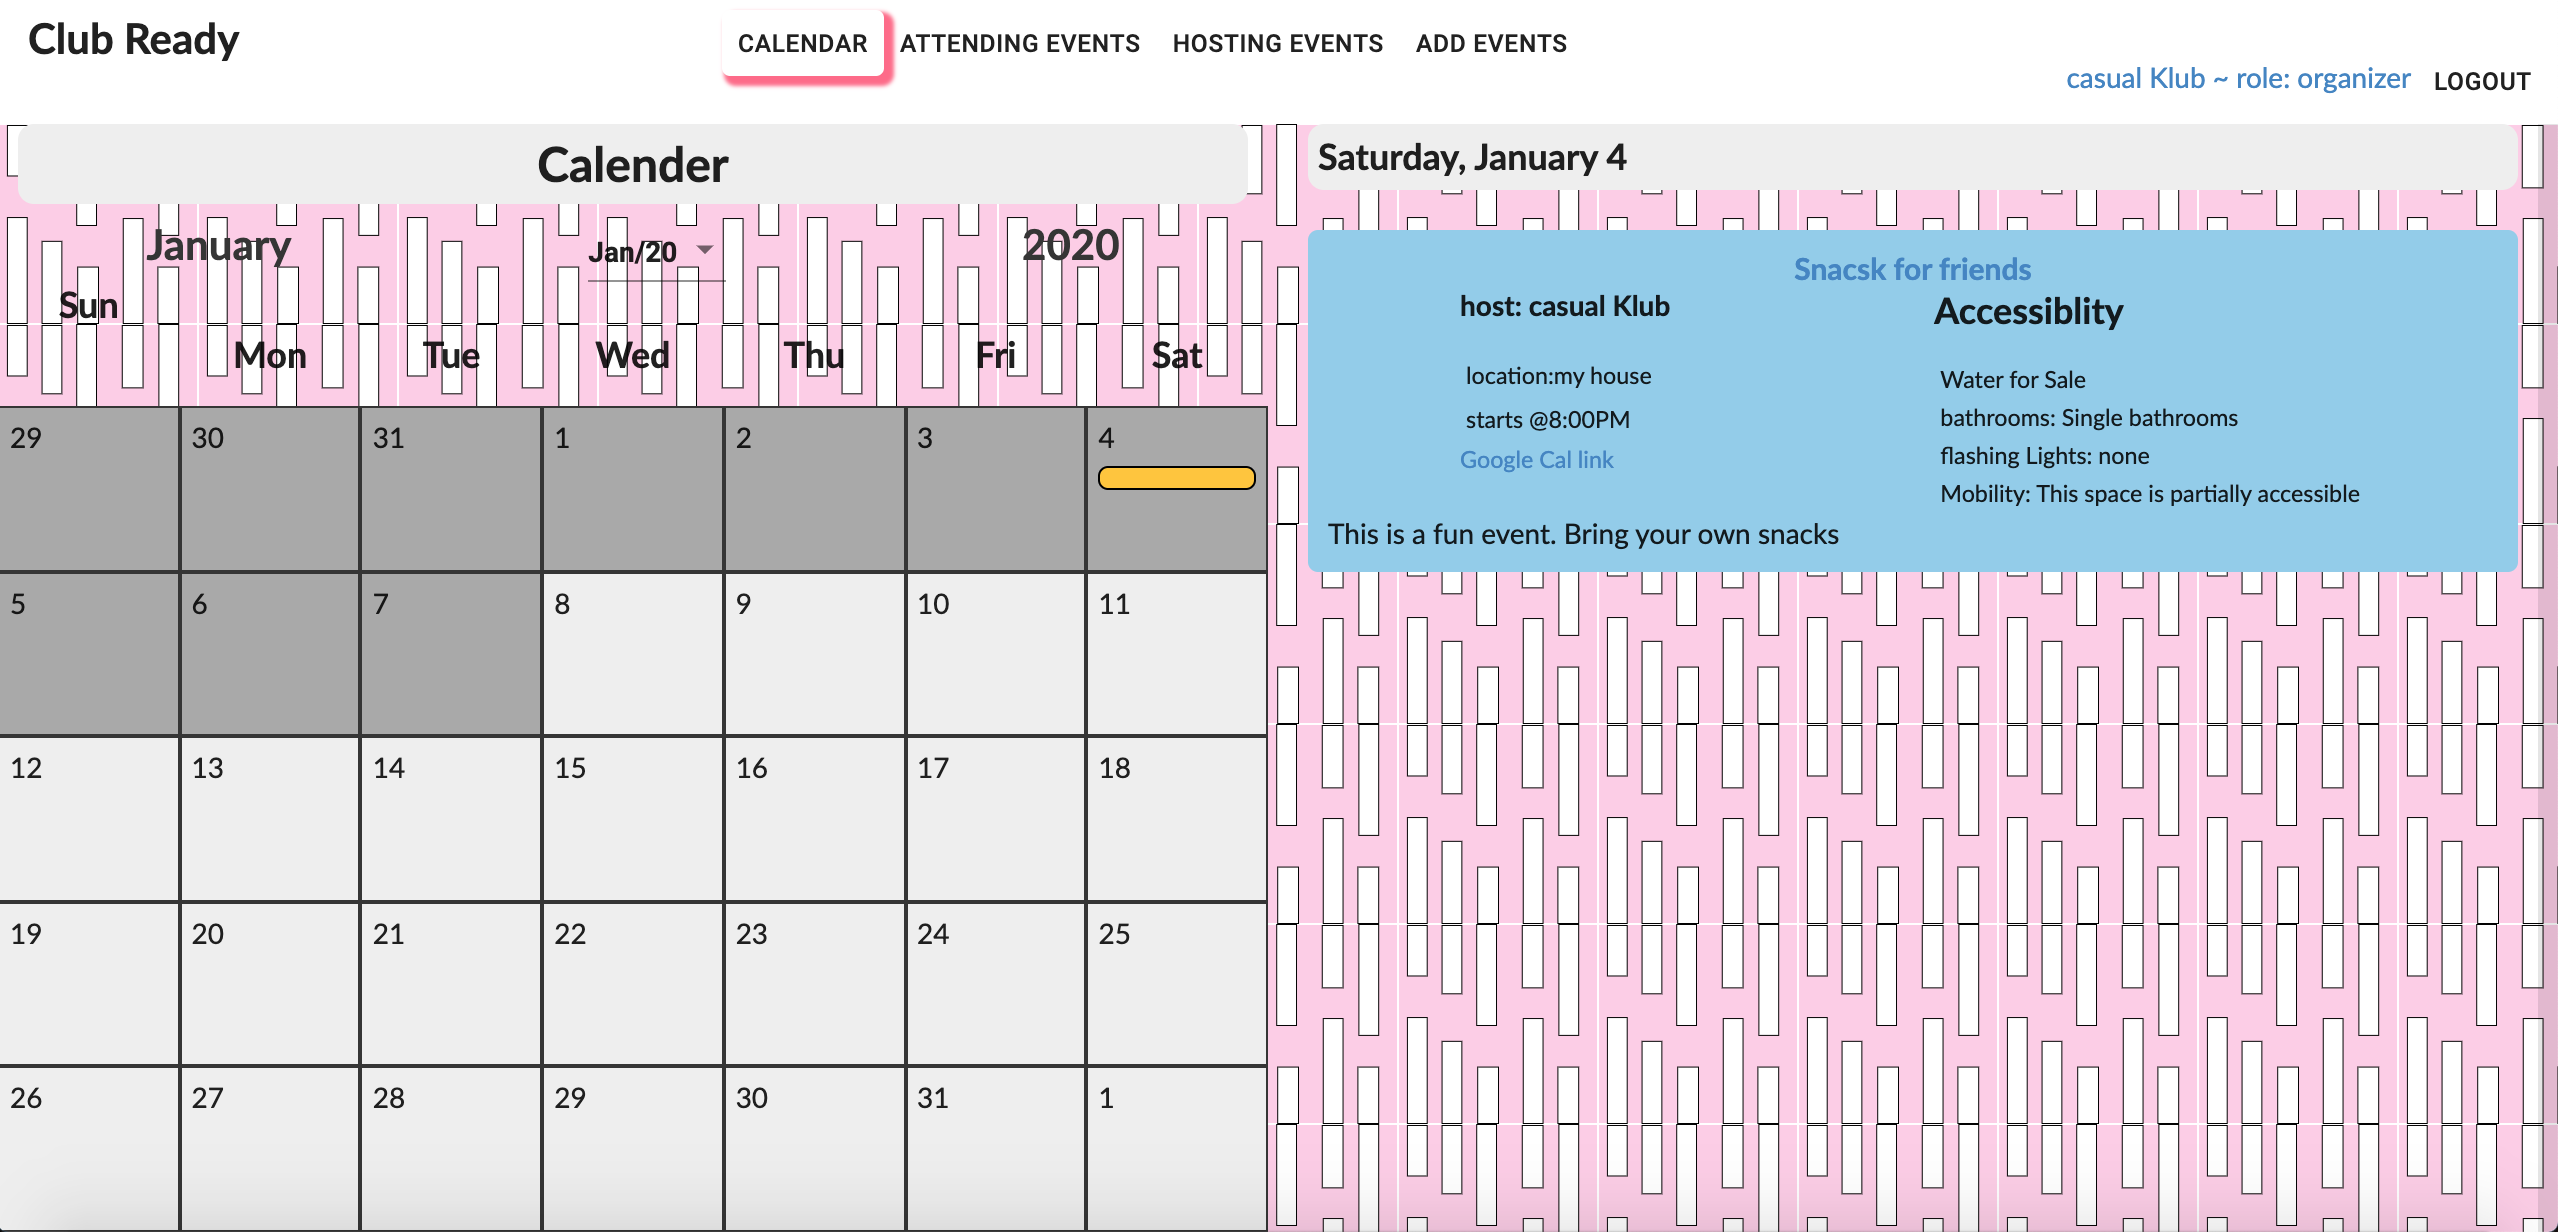 Club Ready
CALENDAR ATTENDING EVENTS HOSTING EVENTS ADD EVENTS
casual Klub ~ role: organizer LOGOUT
Calender
January Jan/20 2020
Sun
Mon Tue Wed Thu Fri Sat
29 30 31 1 2 3 4
5 6 7 8 9 10 11
12 13 14 15 16 17 18
19 20 21 22 23 24 25
26 27 28 29 30 31 1
Saturday, January 4
Snacsk for friends
host: casual Klub
location:my house
starts @8:00PM
Google Cal link
Accessiblity
Water for Sale
bathrooms: Single bathrooms
flashing Lights: none
Mobility: This space is partially accessible
This is a fun event. Bring your own snacks